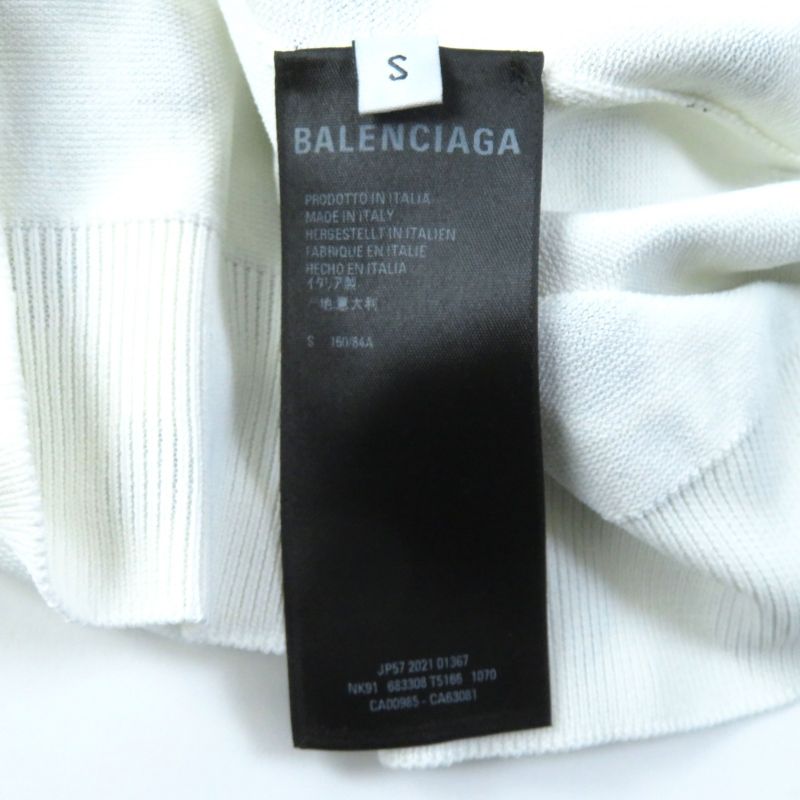 S
BALENCIAGA
PRODOTTO IN ITALIA
MADE IN ITALY
HERGESTELLT IN ITALIEN
FABRIQUE EN ITALIE
HECHO EN ITALIA
イタリア製
产地:意大利
S 160/84A
JP57 2021 01367
NK91 683308 T5166 1070
CA00985 - CA63081